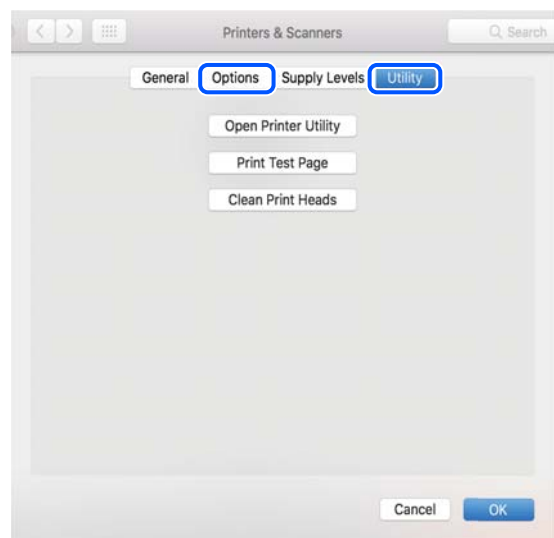 Printers & Scanners Search
General Options Supply Levels Utility
Open Printer Utility
Print Test Page
Clean Print Heads
Cancel OK